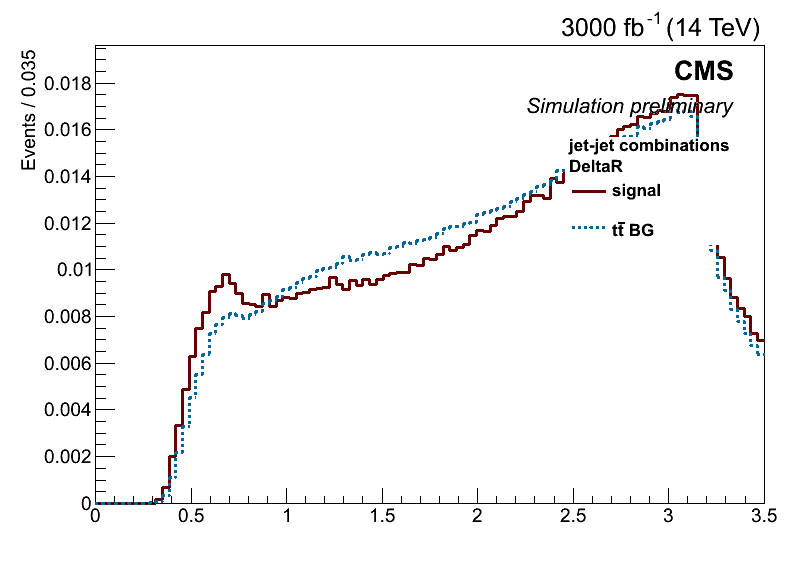 3000 fb⁻¹ (14 TeV)
Events / 0.035
CMS
Simulation preliminary
jet-jet combinations
DeltaR
signal
tt̄ BG
0.018
0.016
0.014
0.012
0.01
0.008
0.006
0.004
0.002
0
0 0.5 1 1.5 2 2.5 3 3.5